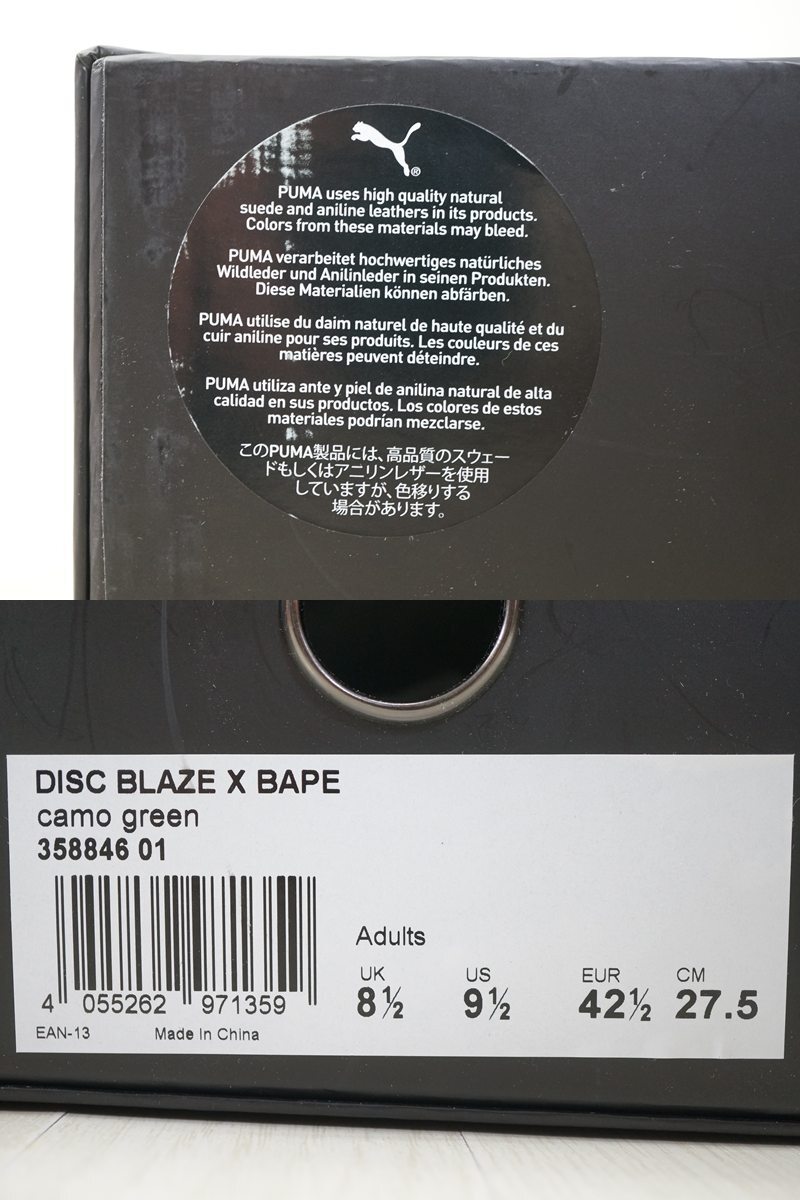 ®
PUMA uses high quality natural
suede and aniline leathers in its products.
Colors from these materials may bleed.
PUMA verarbeitet hochwertiges natürliches
Wildleder und Anilinleder in seinen Produkten.
Diese Materialien können abfärben.
PUMA utilise du daim naturel de haute qualité et du
cuir aniline pour ses produits. Les couleurs de ces
matières peuvent déteindre.
PUMA utiliza ante y piel de anilina natural de alta
calidad en sus productos. Los colores de estos
materiales podrían mezclarse.
このPUMA製品には、高品質のスウェー
ドもしくはアニリンレザーを使用
していますが、色移りする
場合があります。
DISC BLAZE X BAPE
camo green
358846 01
Adults
UK US EUR CM
8½ 9½ 42½ 27.5
4 055262 971359
EAN-13 Made In China